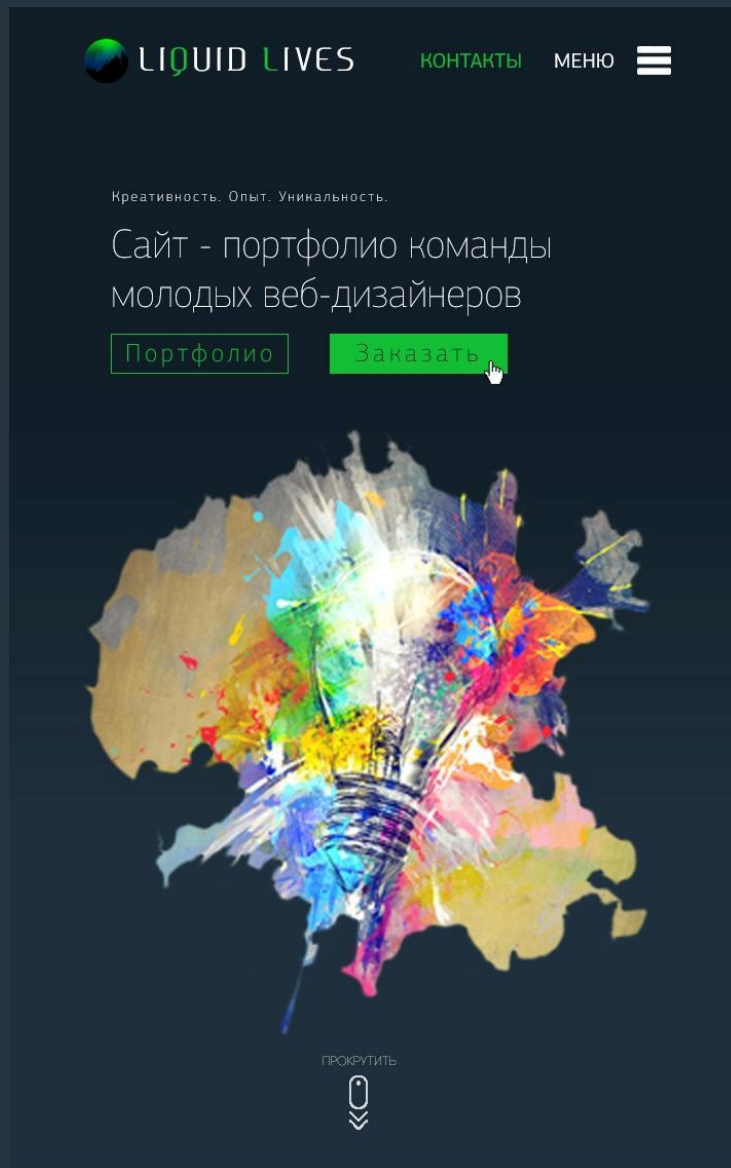 LIQUID LIVES
КОНТАКТЫ
МЕНЮ
Креативность. Опыт. Уникальность.
Сайт - портфолио команды
молодых веб-дизайнеров
Портфолио
Заказать
ПРОКРУТИТЬ